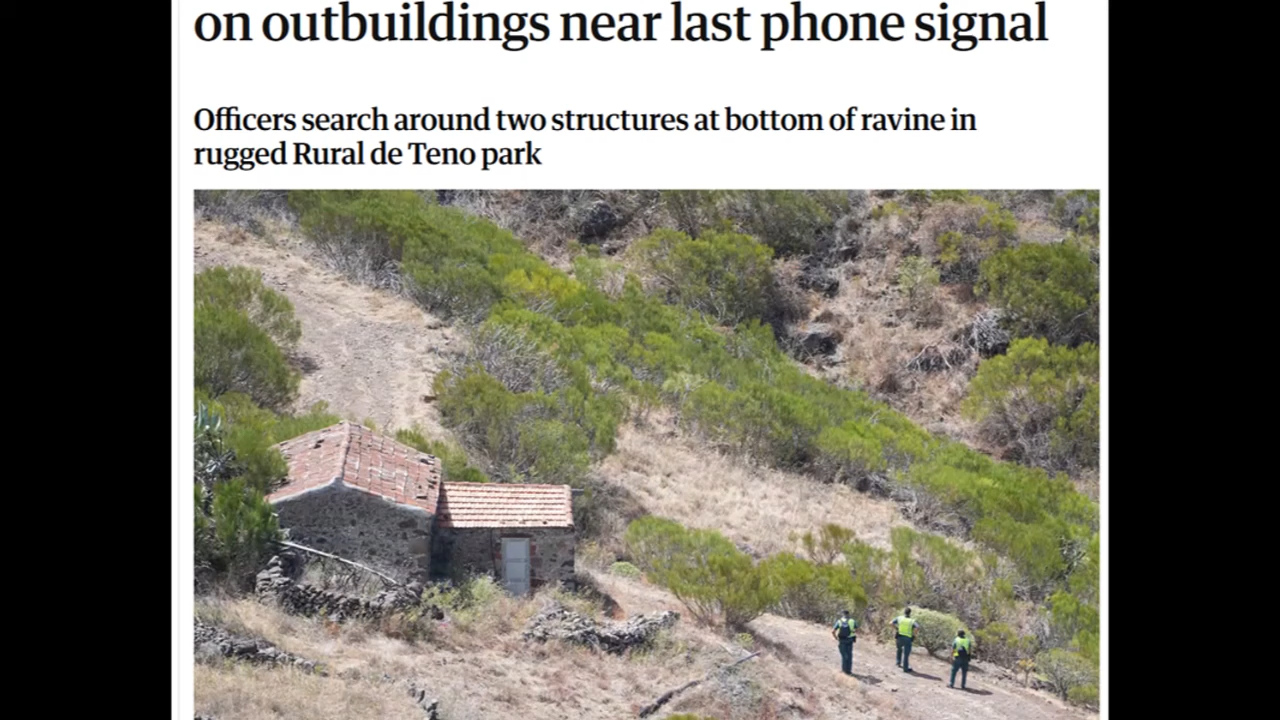 on outbuildings near last phone signal
Officers search around two structures at bottom of ravine in
rugged Rural de Teno park